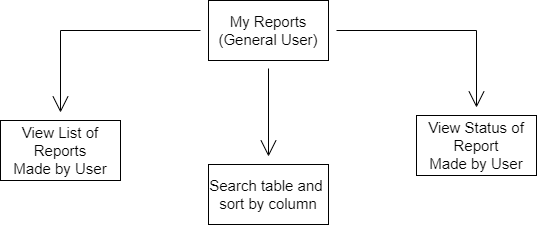 My Reports
(General User)
View List of
Reports
Made by User
Search table and
sort by column
View Status of
Report
Made by User